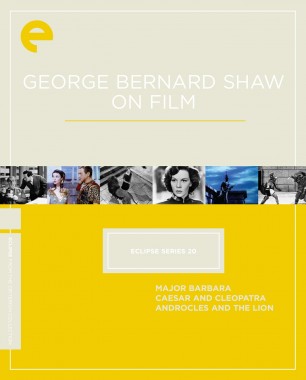 e
GEORGE BERNARD SHAW
ON FILM
ECLIPSE SERIES 20
MAJOR BARBARA
CAESAR AND CLEOPATRA
ANDROCLES AND THE LION